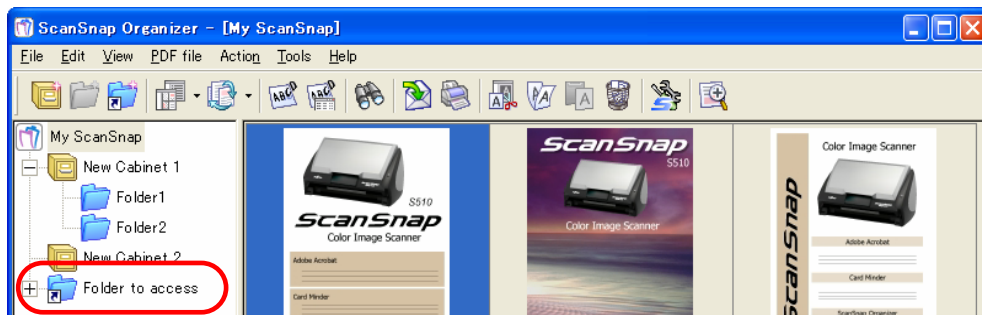 ScanSnap Organizer - [My ScanSnap]
File Edit View PDF file Action Tools Help
My ScanSnap
New Cabinet 1
Folder1
Folder2
New Cabinet 2
Folder to access
S510
ScanSnap
Color Image Scanner
Adobe Acrobat
Card Minder
ScanSnap
S510
Color Image Scanner
Color Image Scanner
ScanSnap
Adobe Acrobat
Card Minder
ScanSnap Organizer